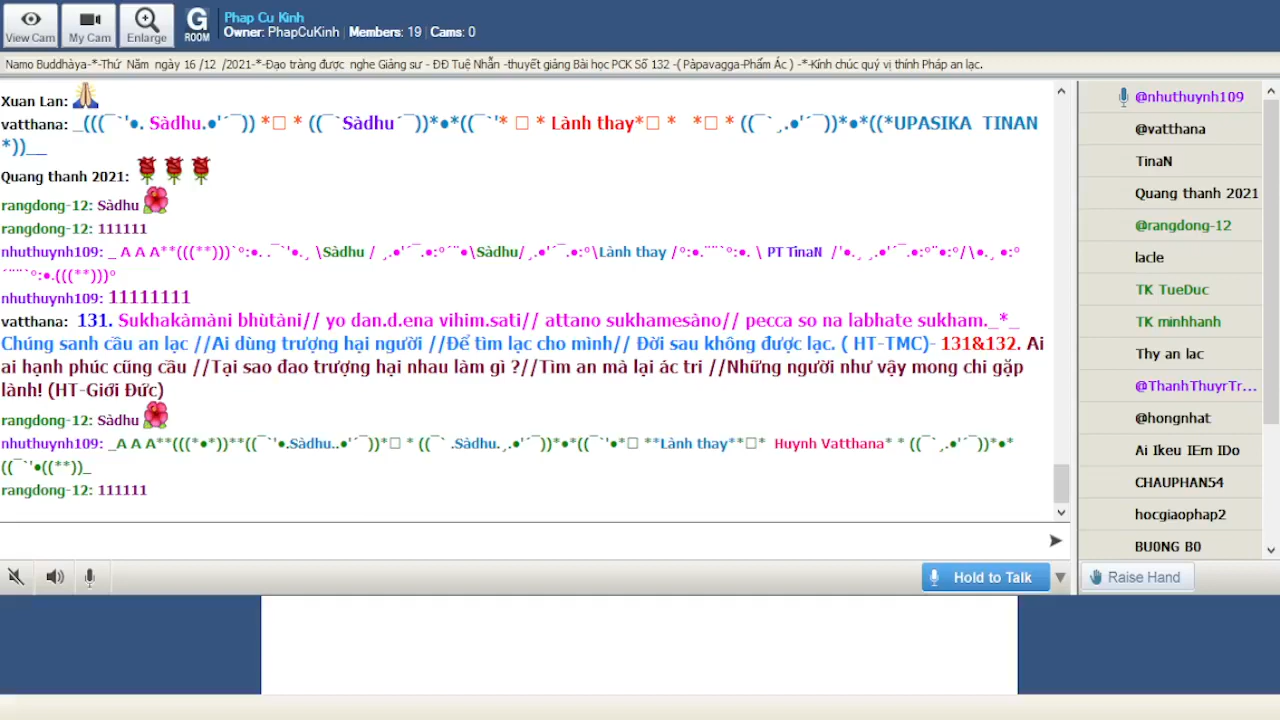 View Cam
My Cam
Enlarge
G
ROOM
Phap Cu Kinh
Owner: PhapCuKinh | Members: 19 | Cams: 0
Namo Buddhàya-*-Thứ Năm ngày 16 /12 /2021-*-Đạo tràng được nghe Giảng sư - ĐĐ Tuệ Nhẫn -thuyết giảng Bài học PCK Số 132 -( Pàpavagga-Phẩm Ác ) -*-Kính chúc quý vị thính Pháp an lạc.
Xuan Lan:
vatthana: _(((¯`'•. Sàdhu.•'´¯)) *□ * ((¯`Sàdhu´¯))*•*((¯`'* □ * Lành thay*□ * *□ * ((¯`¸.•'´¯))*•*((*UPASIKA TINAN
*))__
Quang thanh 2021:
rangdong-12: Sàdhu
rangdong-12: 111111
nhuthuynh109: _ A A A**(((**)))`°:•. .¯`'•.¸ \Sàdhu / ¸.•'´¯.•:°´¨•\Sàdhu/¸.•'´¯.•:°\Lành thay /°:•.¨¨`°:•. \ PT TinaN /'•.¸ ¸.•'´¯.•:°¨•:°/\•.¸ •:°
´¨¨`°:•.(((**)))°
nhuthuynh109: 11111111
vatthana: 131. Sukhakàmàni bhùtàni// yo dan.d.ena vihim.sati// attano sukhamesàno// pecca so na labhate sukham._*_
Chúng sanh cầu an lạc //Ai dùng trượng hại người //Để tìm lạc cho mình// Đời sau không được lạc. ( HT-TMC)- 131&132. Ai
ai hạnh phúc cũng cầu //Tại sao đao trượng hại nhau làm gì ?//Tìm an mà lại ác tri //Những người như vậy mong chi gặp
lành! (HT-Giới Đức)
rangdong-12: Sàdhu
nhuthuynh109: _A A A**(((*•*))**((¯`'•.Sàdhu..•'´¯))*□ * ((¯` .Sàdhu.¸.•'´¯))*•*((¯`'•*□ **Lành thay**□* Huynh Vatthana* * ((¯`¸.•'´¯))*•*
((¯`'•((**))_
rangdong-12: 111111
Hold to Talk
@nhuthuynh109
@vatthana
TinaN
Quang thanh 2021
@rangdong-12
lacle
TK TueDuc
TK minhhanh
Thy an lac
@ThanhThuyrTr...
@hongnhat
Ai Ikeu IEm IDo
CHAUPHAN54
hocgiaophap2
BU0NG B0
Raise Hand